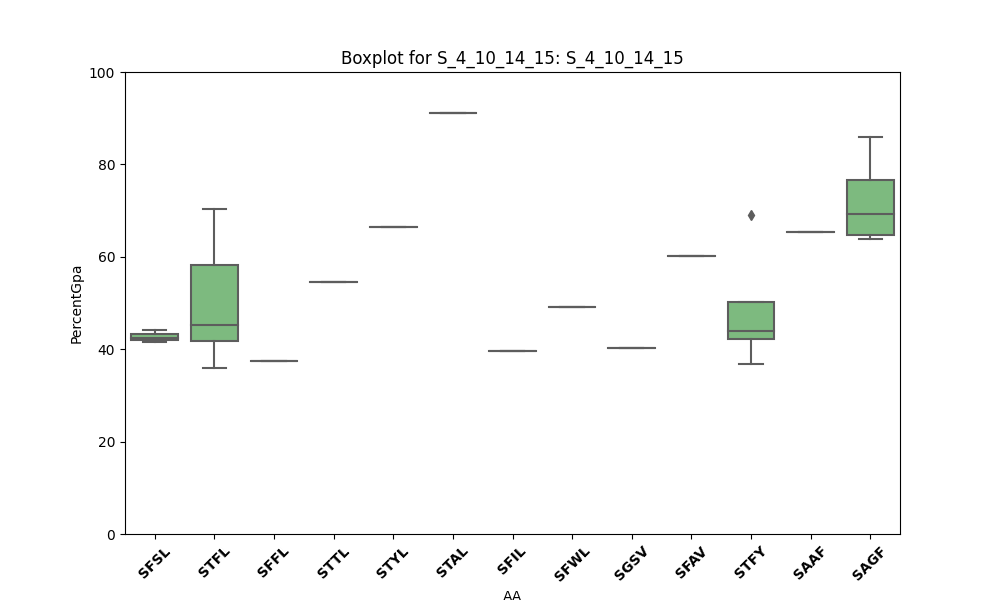 Boxplot for S_4_10_14_15: S_4_10_14_15
PercentGpa
100
80
60
40
20
0
SFSL STFL SFFL STTL STYL STAL SFIL SFWL SGSV SFAV STFY SAAF SAGF
AA